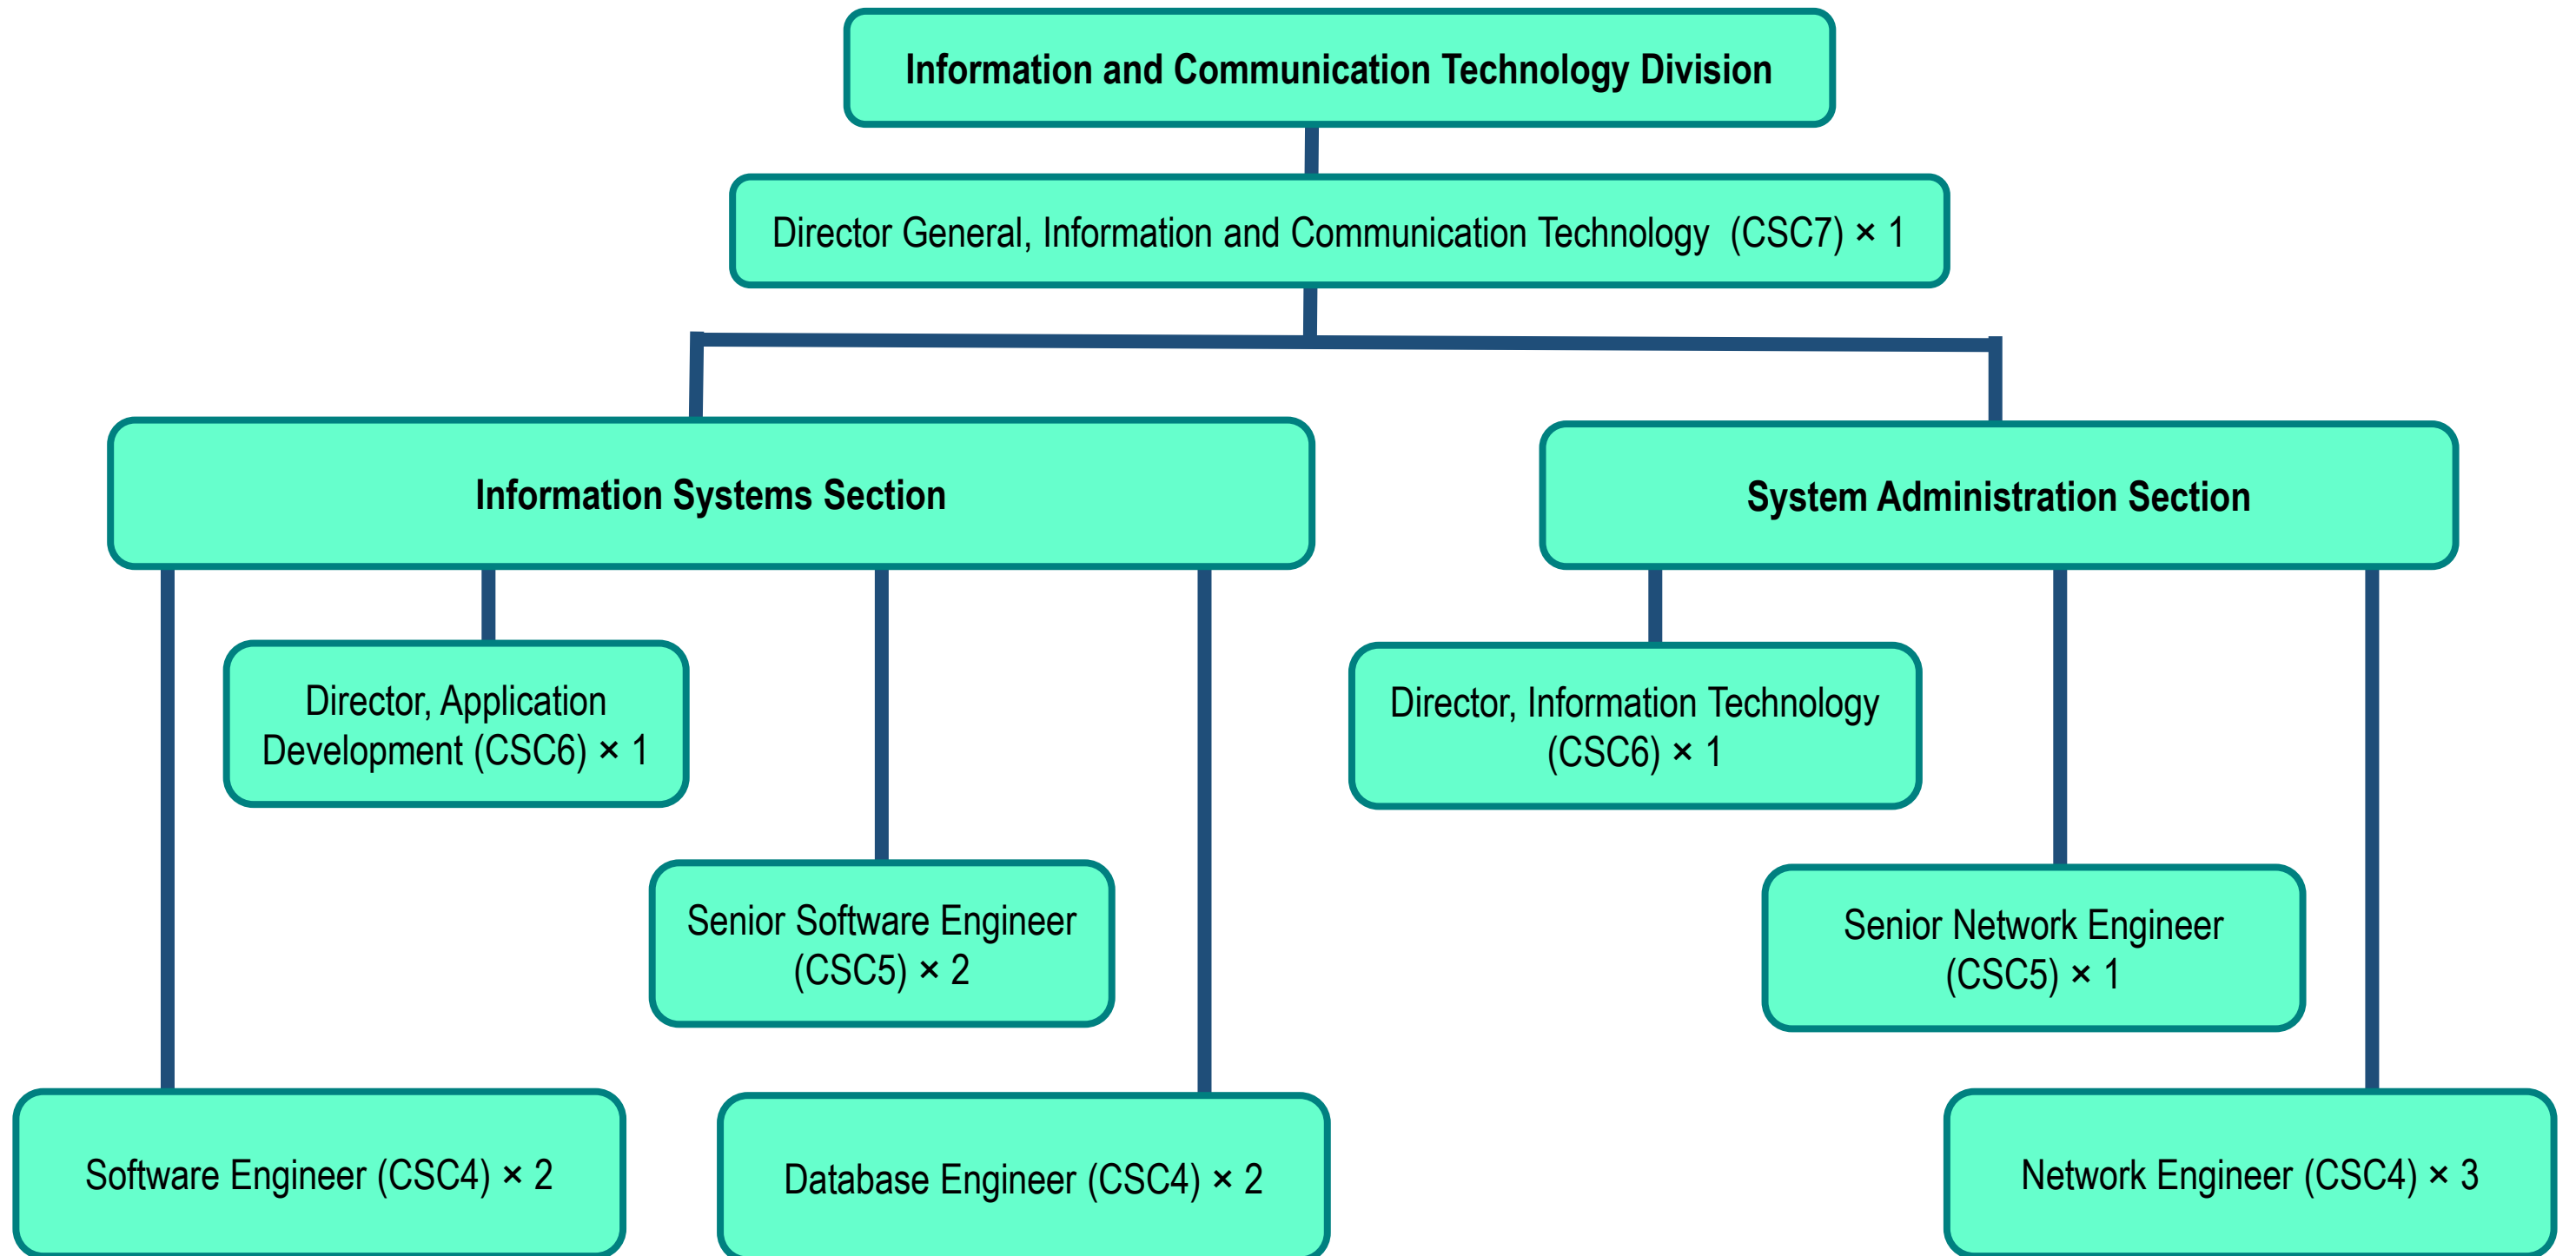 Information and Communication Technology Division
Director General, Information and Communication Technology  (CSC7) × 1
Information Systems Section
System Administration Section
Director, Application
Development (CSC6) × 1
Director, Information Technology
(CSC6) × 1
Senior Software Engineer
(CSC5) × 2
Senior Network Engineer
(CSC5) × 1
Software Engineer (CSC4) × 2
Database Engineer (CSC4) × 2
Network Engineer (CSC4) × 3